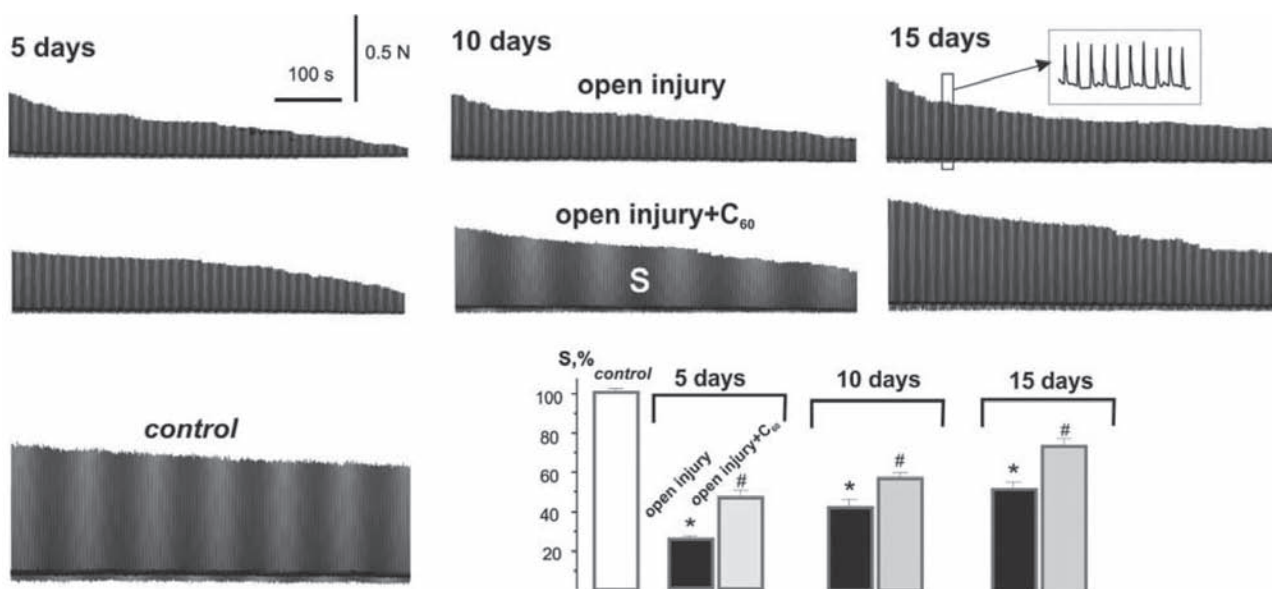 5 days
0.5 N
100 s
10 days
open injury
15 days
open injury+C₆₀
S
control
S,%
control
5 days
10 days
15 days
100
80
60
40
20
open injury
open injury+C₆₀
*
#
*
#
*
#